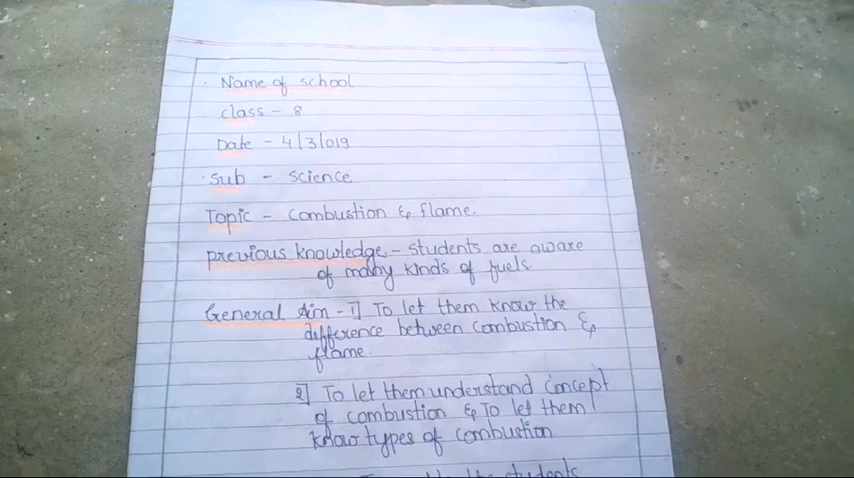 Name of school
class - 8
Date - 4/3/019
Sub - science
Topic - combustion & flame.
previous knowledge - students are aware
of many kinds of fuels.
General Aim - 1] To let them know the
difference between combustion &
flame.
2] To let them understand concept
of combustion & To let them
know types of combustion
the students